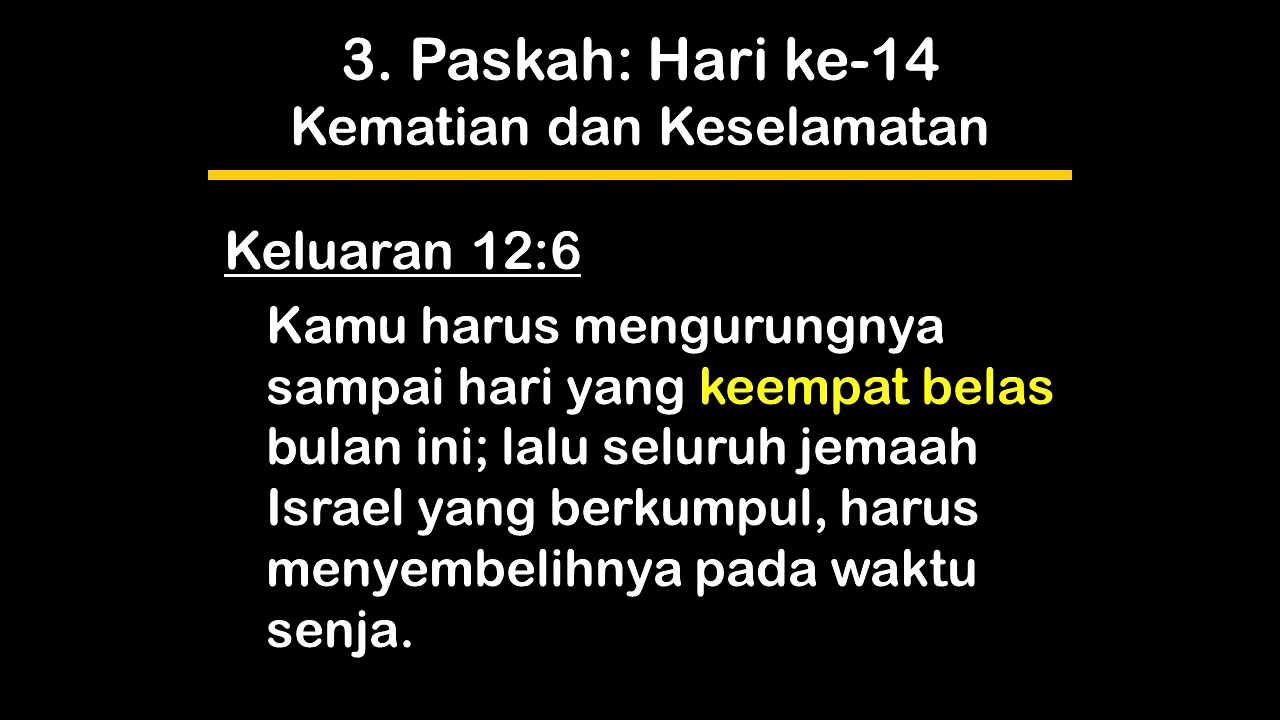 3. Paskah: Hari ke-14
Kematian dan Keselamatan
Keluaran 12:6
Kamu harus mengurungnya
sampai hari yang keempat belas
bulan ini; lalu seluruh jemaah
Israel yang berkumpul, harus
menyembelihnya pada waktu
senja.